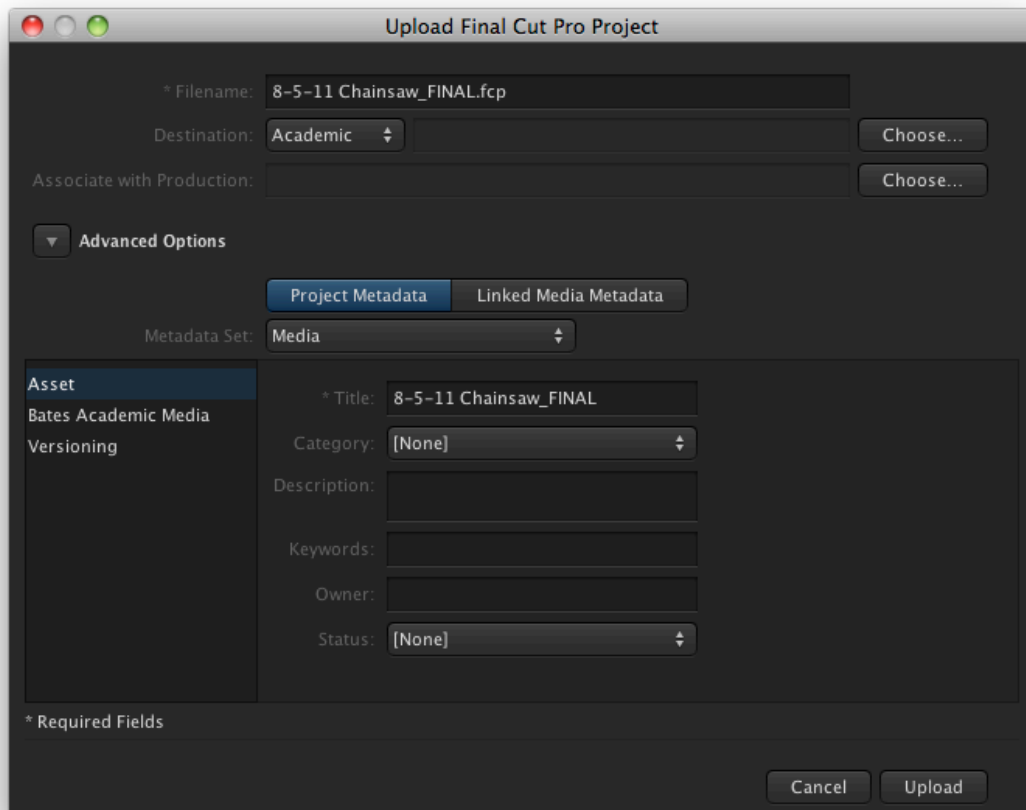 Upload Final Cut Pro Project
* Filename: 8-5-11 Chainsaw_FINAL.fcp
Destination: Academic Choose...
Associate with Production: Choose...
Advanced Options
Project Metadata Linked Media Metadata
Metadata Set: Media
Asset
Bates Academic Media
Versioning
* Title: 8-5-11 Chainsaw_FINAL
Category: [None]
Description:
Keywords:
Owner:
Status: [None]
* Required Fields
Cancel Upload